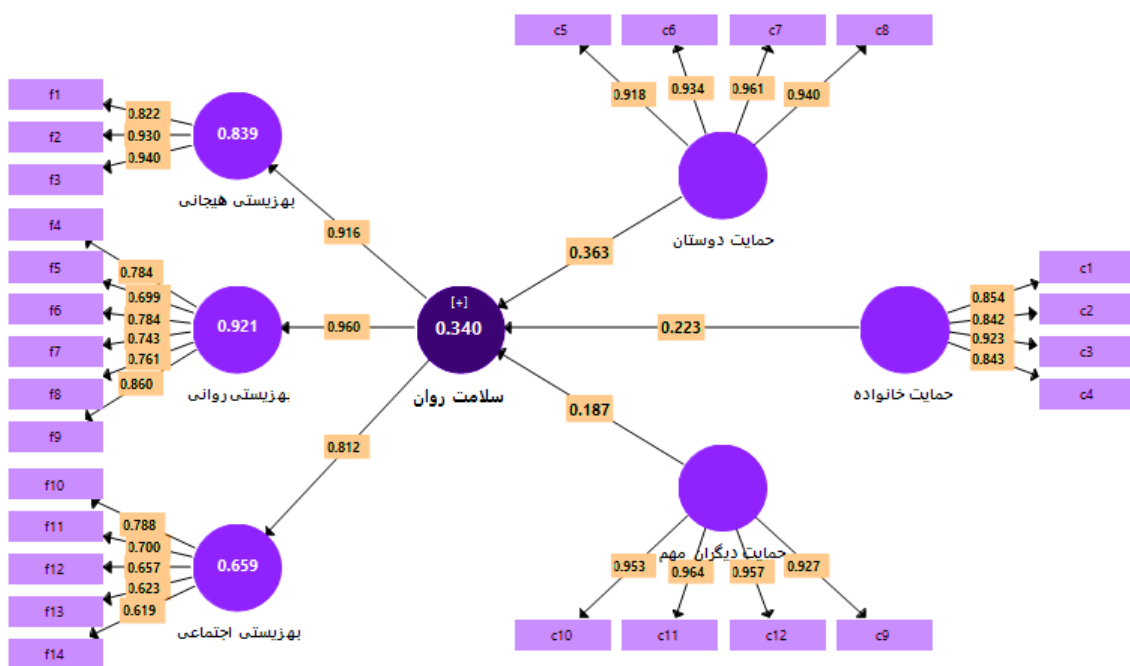 c5
c6
c7
c8
0.918
0.934
0.961
0.940
حمایت دوستان
f1
f2
f3
0.822
0.930
0.940
0.839
بهزیستی هیجانی
0.916
0.363
f4
f5
f6
f7
f8
f9
0.784
0.699
0.784
0.743
0.761
0.860
0.921
بهزیستی روانی
0.960
[+]
0.340
سلامت روان
0.223
حمایت خانواده
0.854
0.842
0.923
0.843
c1
c2
c3
c4
0.812
0.187
f10
f11
f12
f13
f14
0.788
0.700
0.657
0.623
0.619
0.659
بهزیستی اجتماعی
حمایت دیگران مهم
0.953
0.964
0.957
0.927
c10
c11
c12
c9